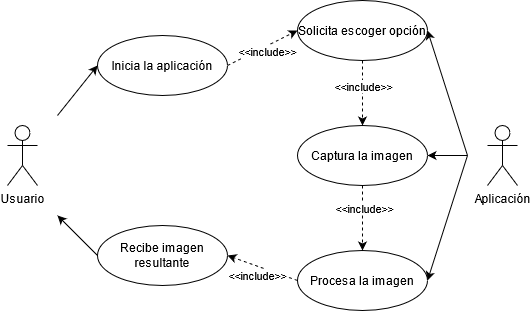 Solicita escoger opción
<<include>>
Inicia la aplicación
<<include>>
Captura la imagen
Usuario
Aplicación
<<include>>
Recibe imagen
resultante
<<include>>
Procesa la imagen